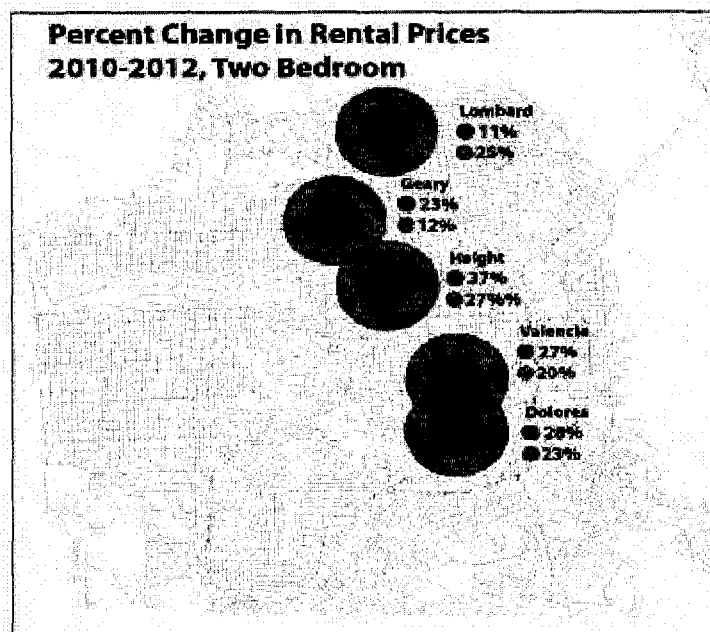 Percent Change in Rental Prices
2010-2012, Two Bedroom
Lombard
11%
25%
Geary
23%
12%
Haight
37%
27%%
Valencia
27%
20%
Dolores
23%